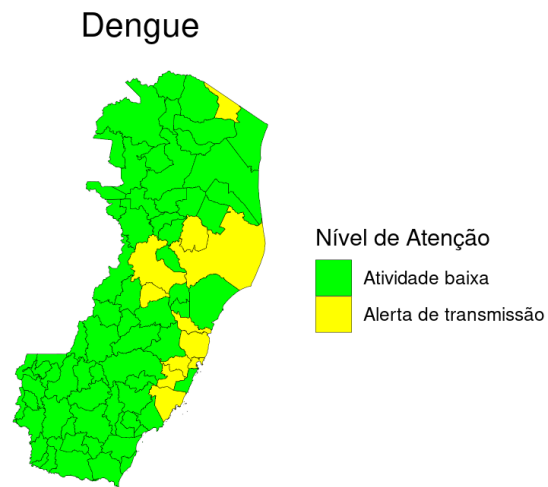 Dengue
Nível de Atenção
Atividade baixa
Alerta de transmissão